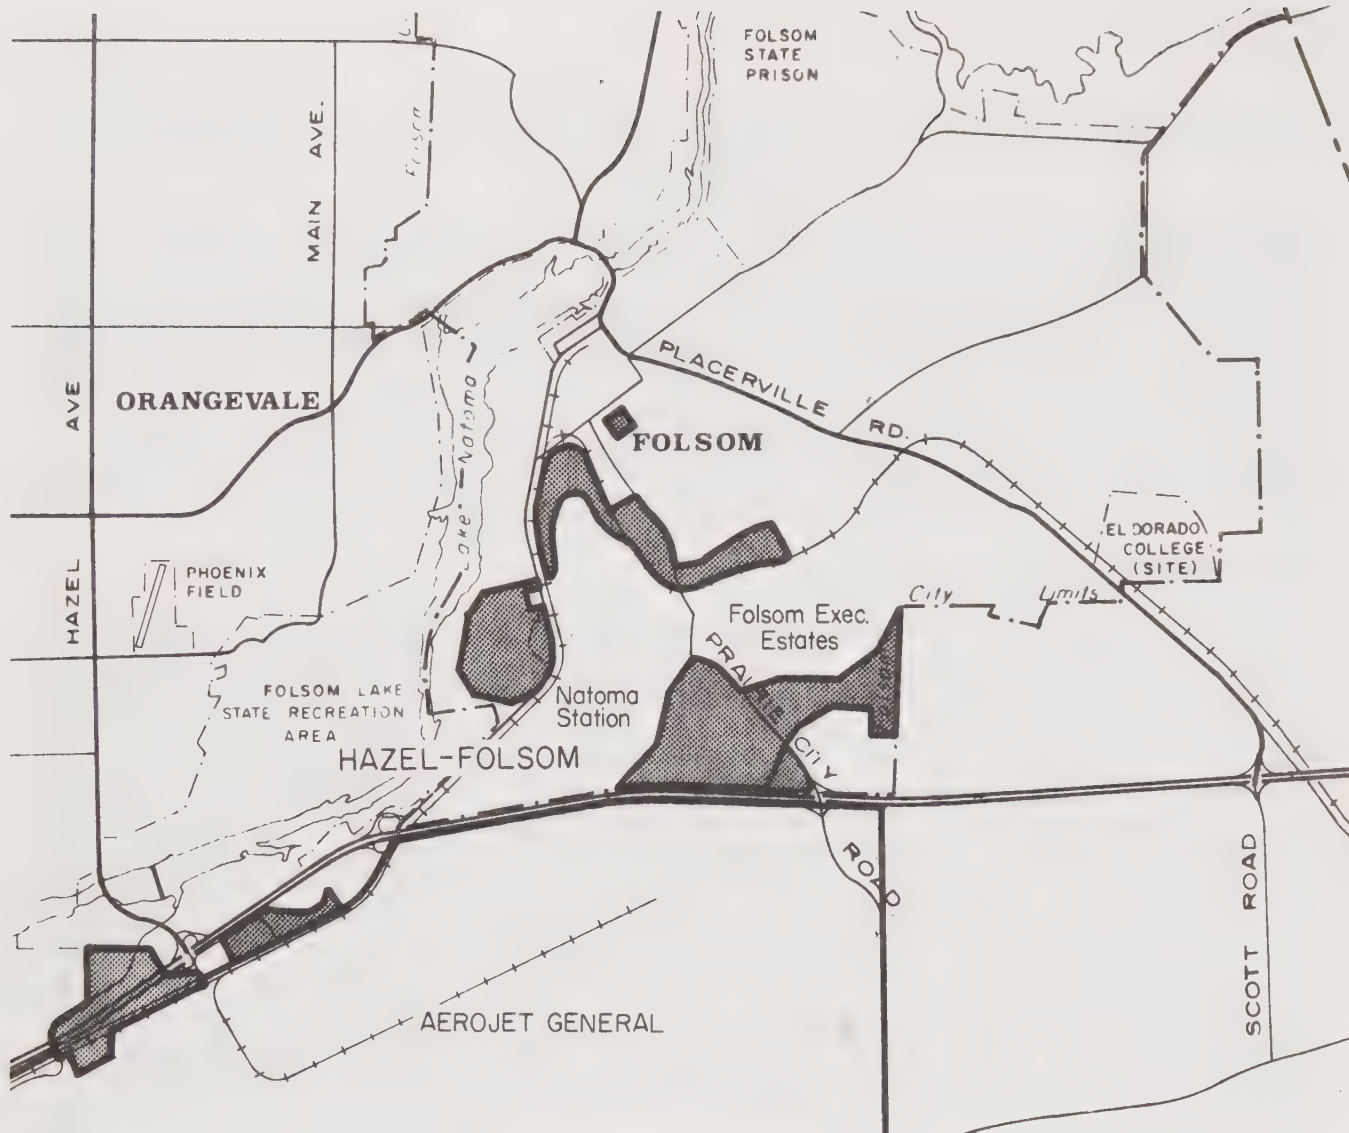 FOLSOM
STATE
PRISON
MAIN AVE.
Prison
PLACERVILLE RD.
HAZEL AVE
ORANGEVALE
Lake Natoma
FOLSOM
EL DORADO
COLLEGE
(SITE)
PHOENIX
FIELD
City Limits
Folsom Exec.
Estates
PRAIRIE CITY ROAD
FOLSOM LAKE
STATE RECREATION
AREA
Natoma
Station
HAZEL-FOLSOM
SCOTT ROAD
AEROJET GENERAL